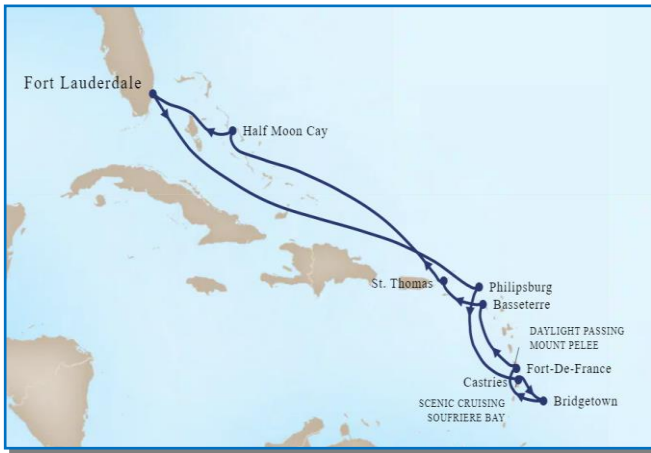 Fort Lauderdale
Half Moon Cay
St. Thomas
Philipsburg
Basseterre
DAYLIGHT PASSING
MOUNT PELEE
Fort-De-France
Castries
SCENIC CRUISING
SOUFRIERE BAY
Bridgetown